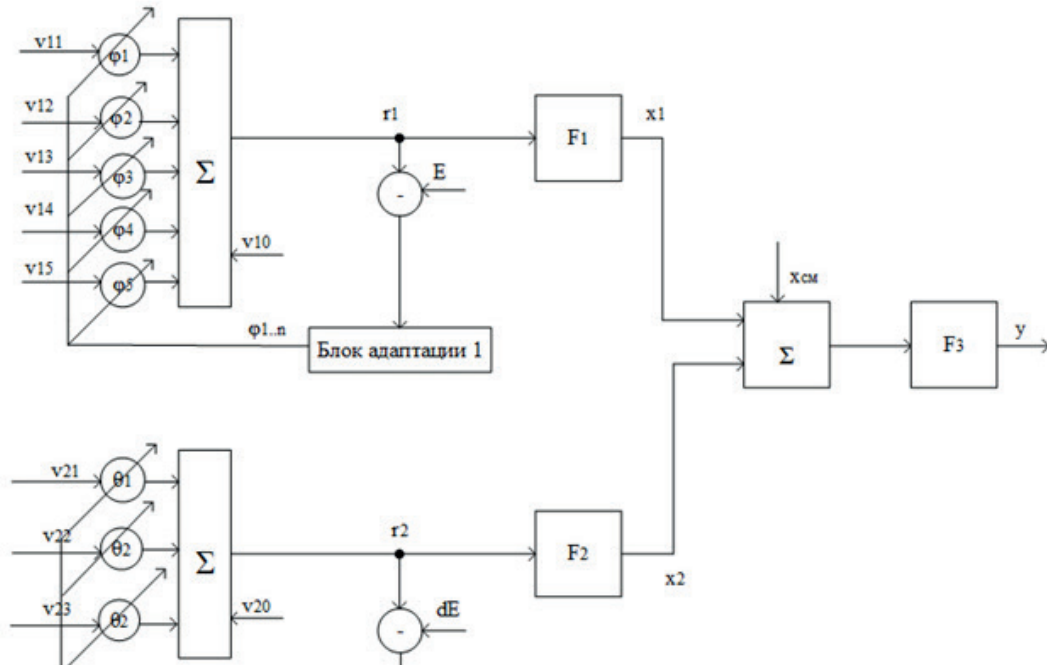 v11
φ1
v12
φ2
v13
φ3
v14
φ4
v15
φ5
Σ
v10
r1
E
-
φ1..n
Блок адаптации 1
F1
x1
xсм
Σ
F3
y
v21
θ1
v22
θ2
v23
θ2
Σ
v20
r2
dE
-
F2
x2